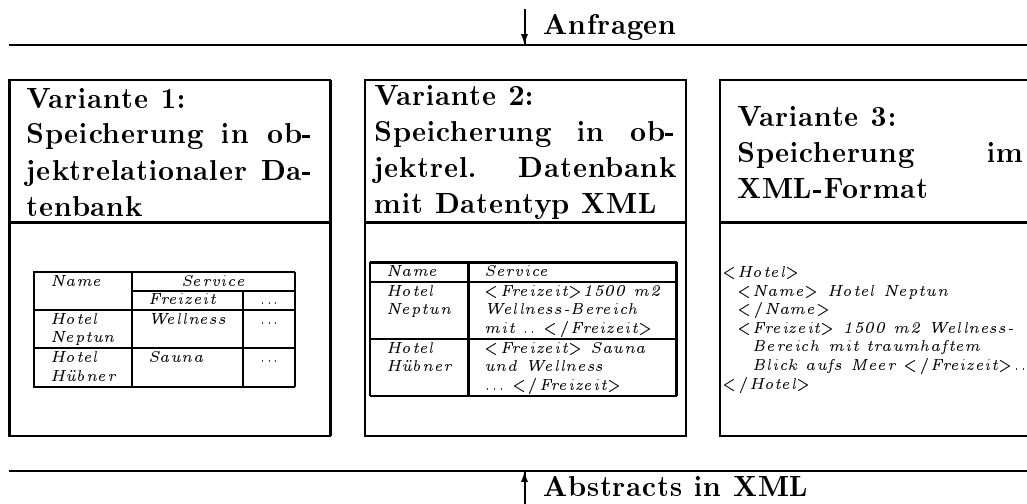 Anfragen
Variante 1:
Speicherung in ob-
jektrelationaler Da-
tenbank
Name Service
Freizeit ...
Hotel Wellness ...
Neptun
Hotel Sauna ...
Hübner
Variante 2:
Speicherung in ob-
jektrel. Datenbank
mit Datentyp XML
Name Service
Hotel <Freizeit>1500 m2
Neptun Wellness-Bereich
mit .. </Freizeit>
Hotel <Freizeit> Sauna
Hübner und Wellness
... </Freizeit>
Variante 3:
Speicherung im
XML-Format
<Hotel>
<Name> Hotel Neptun
</Name>
<Freizeit> 1500 m2 Wellness-
Bereich mit traumhaftem
Blick aufs Meer </Freizeit>..
</Hotel>
Abstracts in XML